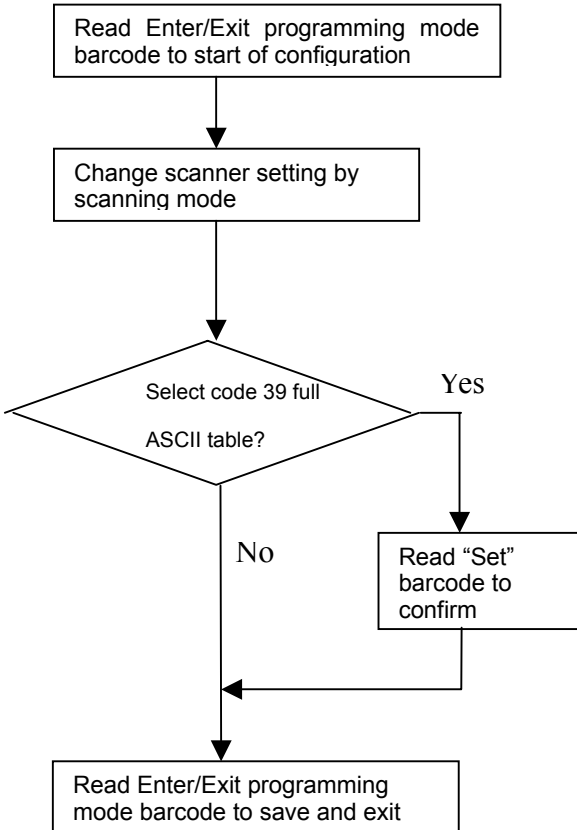 Read Enter/Exit programming mode
barcode to start of configuration
Change scanner setting by
scanning mode
Select code 39 full
ASCII table?
Yes
No
Read “Set”
barcode to
confirm
Read Enter/Exit programming
mode barcode to save and exit